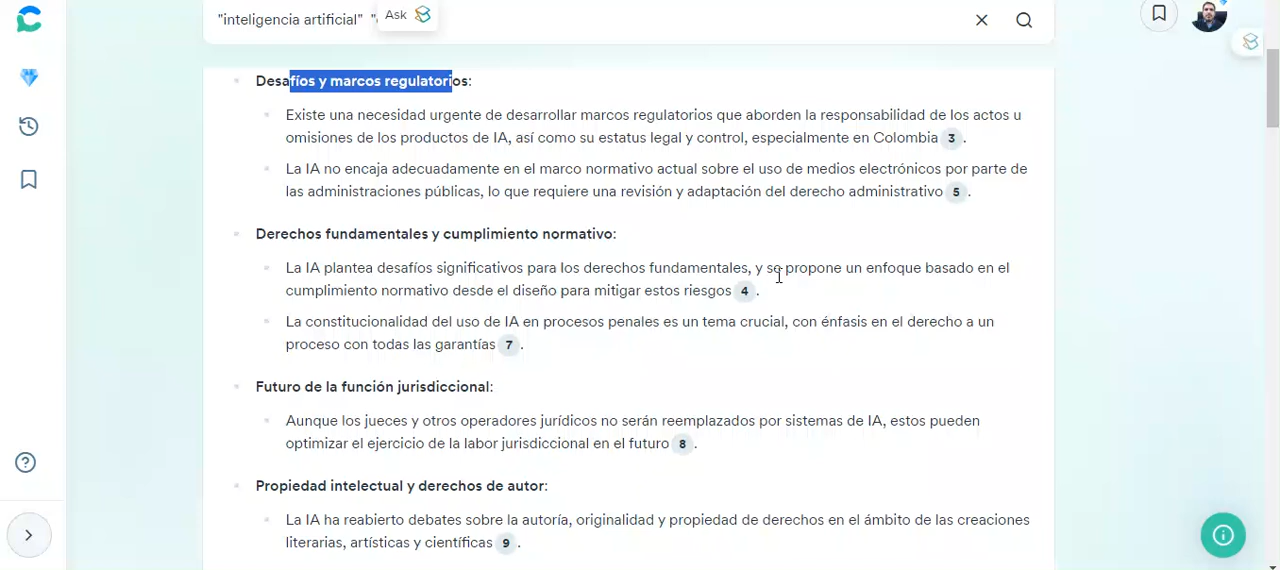 "inteligencia artificial" "
Ask
Desafíos y marcos regulatorios:
Existe una necesidad urgente de desarrollar marcos regulatorios que aborden la responsabilidad de los actos u
omisiones de los productos de IA, así como su estatus legal y control, especialmente en Colombia 3 .
La IA no encaja adecuadamente en el marco normativo actual sobre el uso de medios electrónicos por parte de
las administraciones públicas, lo que requiere una revisión y adaptación del derecho administrativo 5 .
Derechos fundamentales y cumplimiento normativo:
La IA plantea desafíos significativos para los derechos fundamentales, y se propone un enfoque basado en el
cumplimiento normativo desde el diseño para mitigar estos riesgos 4 .
La constitucionalidad del uso de IA en procesos penales es un tema crucial, con énfasis en el derecho a un
proceso con todas las garantías 7 .
Futuro de la función jurisdiccional:
Aunque los jueces y otros operadores jurídicos no serán reemplazados por sistemas de IA, estos pueden
optimizar el ejercicio de la labor jurisdiccional en el futuro 8 .
Propiedad intelectual y derechos de autor:
La IA ha reabierto debates sobre la autoría, originalidad y propiedad de derechos en el ámbito de las creaciones
literarias, artísticas y científicas 9 .